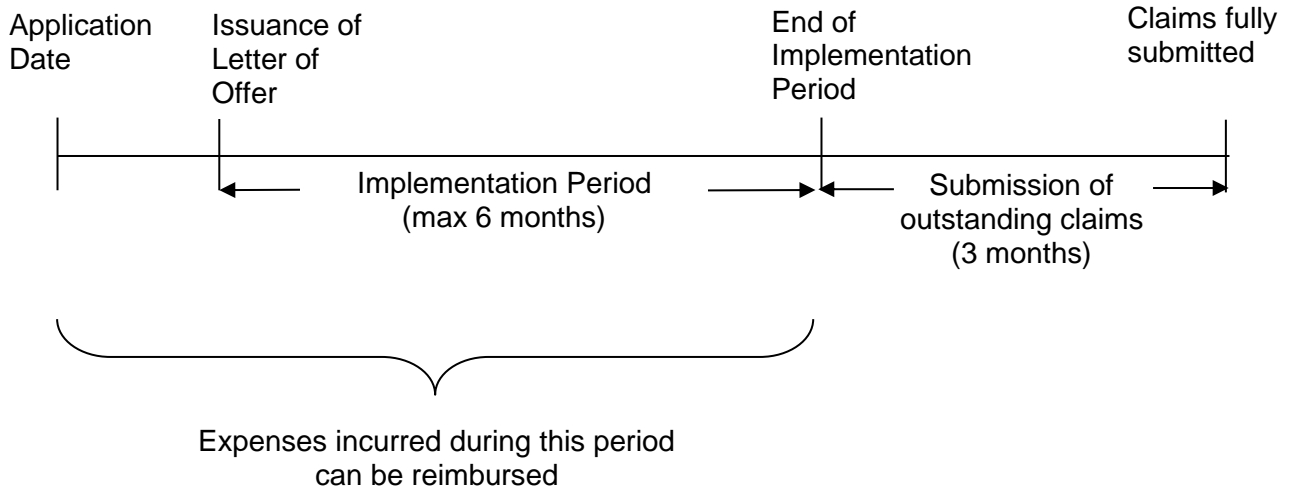 Application
Date
Issuance of
Letter of
Offer
End of
Implementation
Period
Claims fully
submitted
Implementation Period
(max 6 months)
Submission of
outstanding claims
(3 months)
Expenses incurred during this period
can be reimbursed